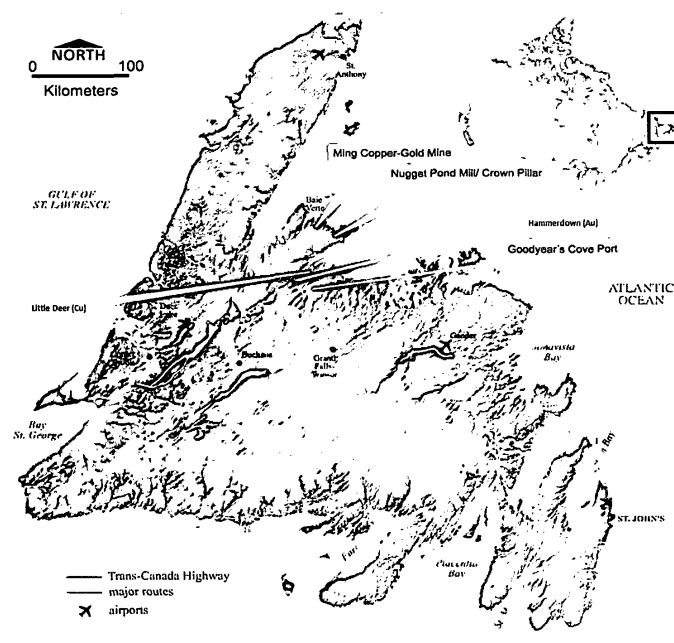 NORTH
0 100
Kilometers
St.
Anthony
Ming Copper-Gold Mine
Nugget Pond Mill/ Crown Pillar
GULF OF
ST. LAWRENCE
Baie
Verte
Hammerdown (Au)
Goodyear's Cove Port
ATLANTIC
OCEAN
Little Deer (Cu)
Deer
Lake
Buchans
Grand
Falls-
Gander
Bay
Bay
St. George
Bay
ST. JOHN'S
Bay
Trans-Canada Highway
major routes
airports